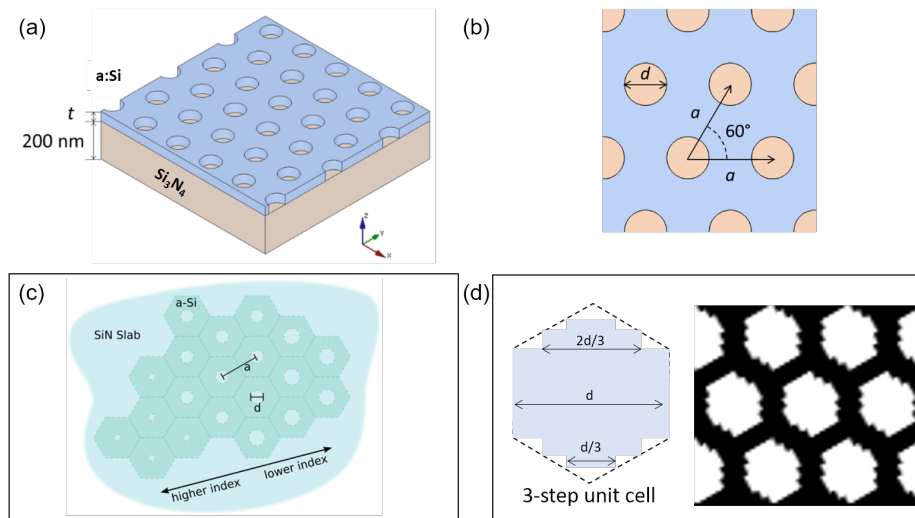 (a)
a:Si
t
200 nm
Si₃N₄
z
y
x
(b)
d
a
60°
a
(c)
a-Si
SiN Slab
a
d
lower index
higher index
(d)
2d/3
d
d/3
3-step unit cell